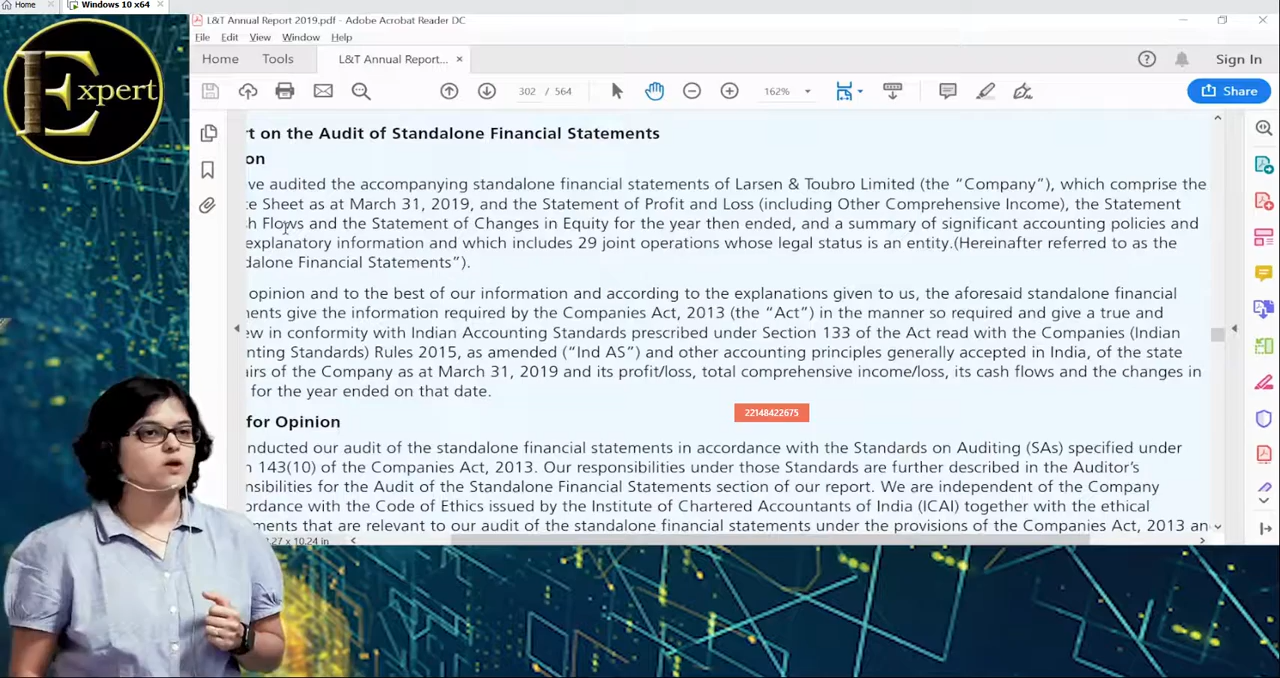 Home
Windows 10 x64
Expert
L&T Annual Report 2019.pdf - Adobe Acrobat Reader DC
File Edit View Window Help
Home Tools L&T Annual Report... × Sign In
302 / 564 162% Share
t on the Audit of Standalone Financial Statements
on
ve audited the accompanying standalone financial statements of Larsen & Toubro Limited (the “Company”), which comprise the
e Sheet as at March 31, 2019, and the Statement of Profit and Loss (including Other Comprehensive Income), the Statement
h Flows and the Statement of Changes in Equity for the year then ended, and a summary of significant accounting policies and
explanatory information and which includes 29 joint operations whose legal status is an entity.(Hereinafter referred to as the
dalone Financial Statements”).
opinion and to the best of our information and according to the explanations given to us, the aforesaid standalone financial
ents give the information required by the Companies Act, 2013 (the “Act”) in the manner so required and give a true and
ew in conformity with Indian Accounting Standards prescribed under Section 133 of the Act read with the Companies (Indian
nting Standards) Rules 2015, as amended (“Ind AS”) and other accounting principles generally accepted in India, of the state
airs of the Company as at March 31, 2019 and its profit/loss, total comprehensive income/loss, its cash flows and the changes in
for the year ended on that date.
22148422675
for Opinion
nducted our audit of the standalone financial statements in accordance with the Standards on Auditing (SAs) specified under
n 143(10) of the Companies Act, 2013. Our responsibilities under those Standards are further described in the Auditor’s
nsibilities for the Audit of the Standalone Financial Statements section of our report. We are independent of the Company
ordance with the Code of Ethics issued by the Institute of Chartered Accountants of India (ICAI) together with the ethical
ments that are relevant to our audit of the standalone financial statements under the provisions of the Companies Act, 2013 an
.27 x 10.24 in